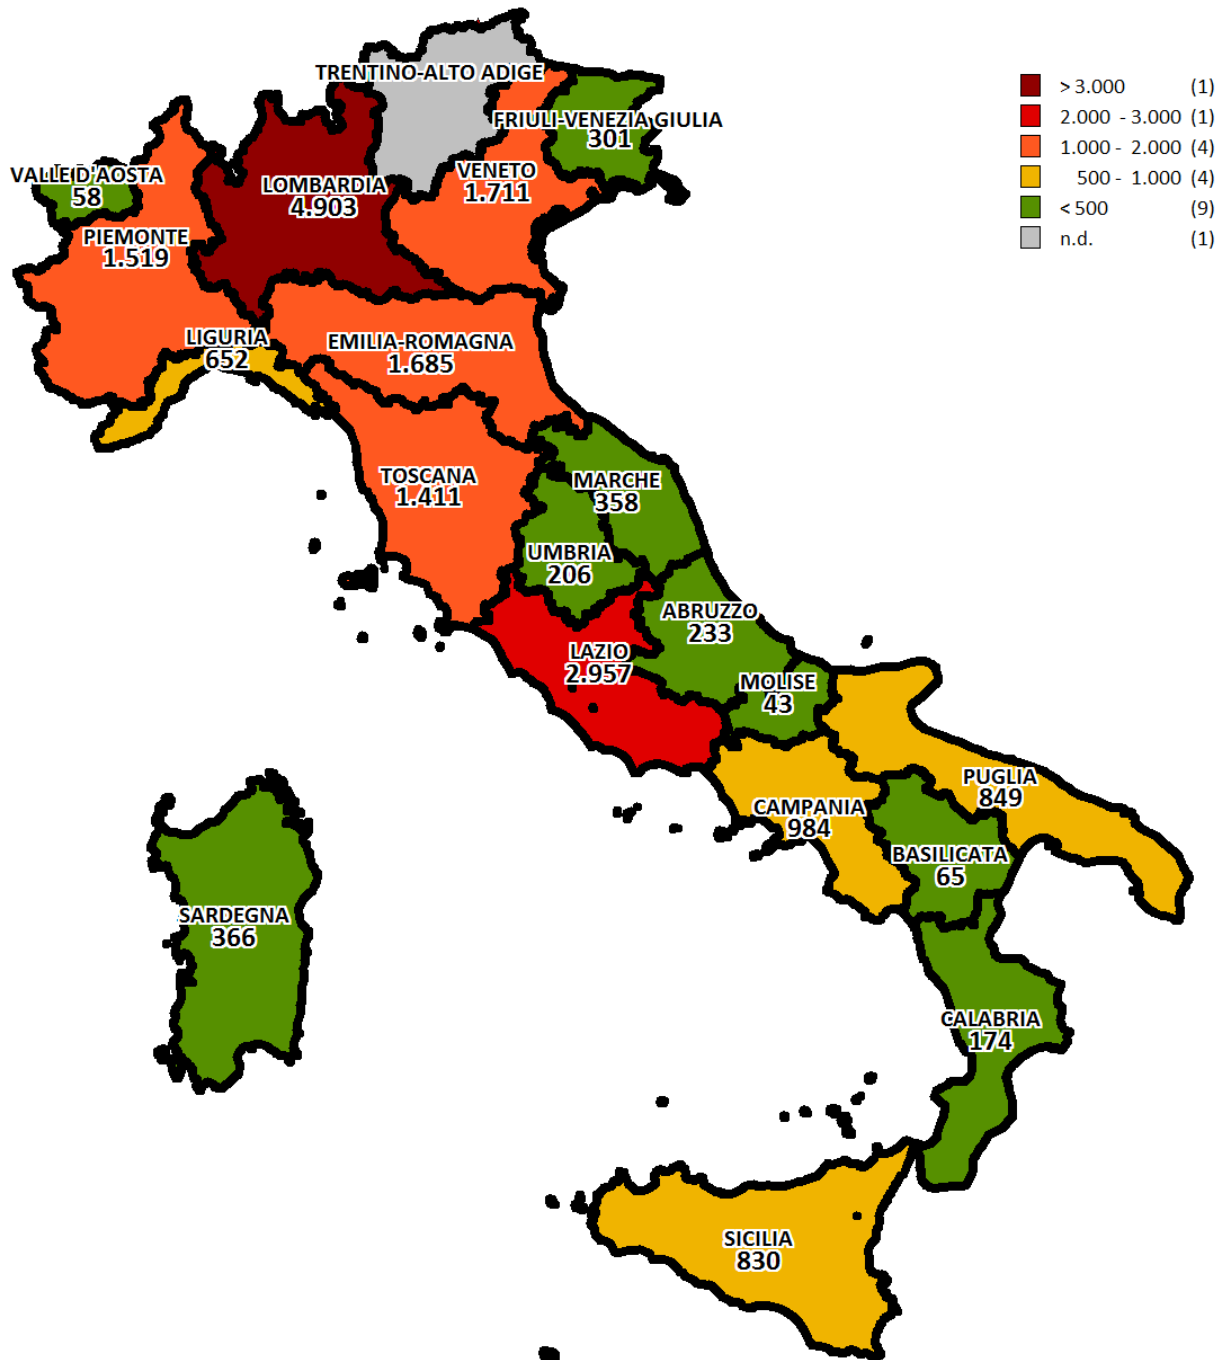 TRENTINO-ALTO ADIGE
> 3.000 (1)
2.000 - 3.000 (1)
1.000 - 2.000 (4)
500 - 1.000 (4)
< 500 (9)
n.d. (1)
FRIULI-VENEZIA GIULIA
301
VALLE D'AOSTA
58
LOMBARDIA
4.903
VENETO
1.711
PIEMONTE
1.519
LIGURIA
652
EMILIA-ROMAGNA
1.685
TOSCANA
1.411
MARCHE
358
UMBRIA
206
ABRUZZO
233
LAZIO
2.957
MOLISE
43
PUGLIA
849
CAMPANIA
984
BASILICATA
65
SARDEGNA
366
CALABRIA
174
SICILIA
830